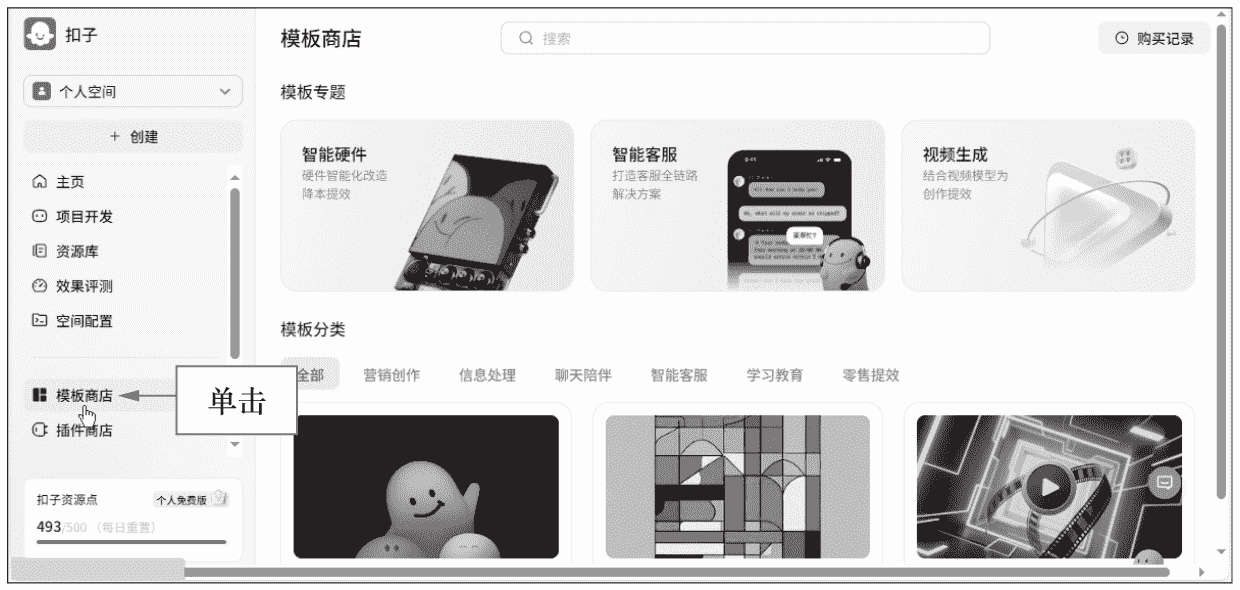 扣子
个人空间
+ 创建
主页
项目开发
资源库
效果评测
空间配置
模板商店
单击
插件商店
扣子资源点
个人免费版
493/500 （每日重置）
模板商店
搜索
购买记录
模板专题
智能硬件
硬件智能化改造
降本提效
智能客服
打造客服全链路
解决方案
视频生成
结合视频模型为
创作提效
模板分类
全部
营销创作
信息处理
聊天陪伴
智能客服
学习教育
零售提效